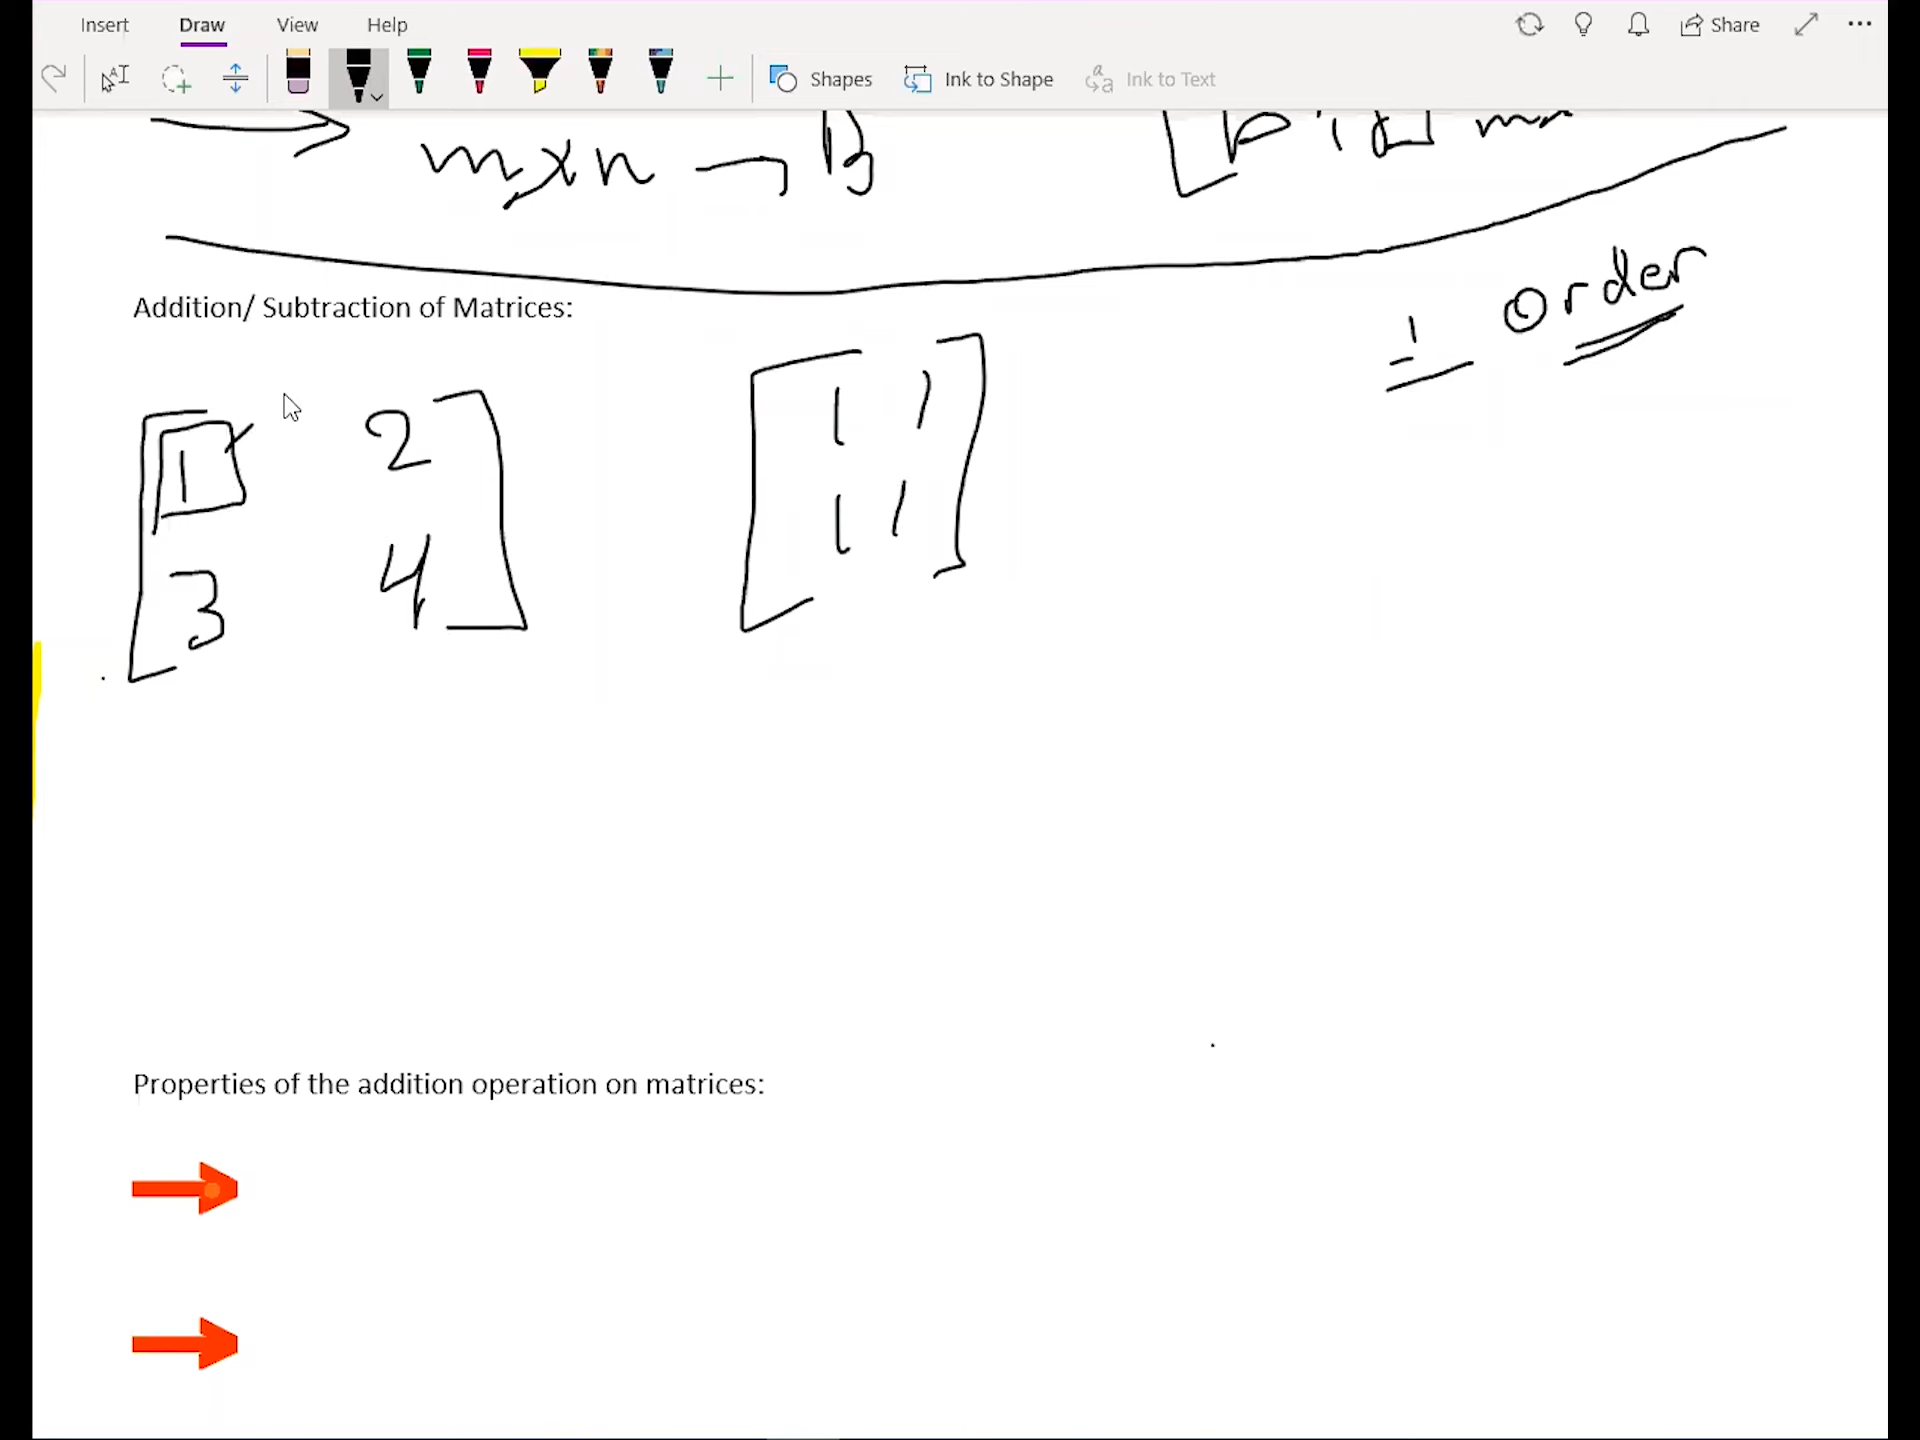 Insert Draw View Help Share
Shapes Ink to Shape Ink to Text
m×n → B
± order
Addition/ Subtraction of Matrices:
1 2 1 1
3 4 1 1
Properties of the addition operation on matrices: